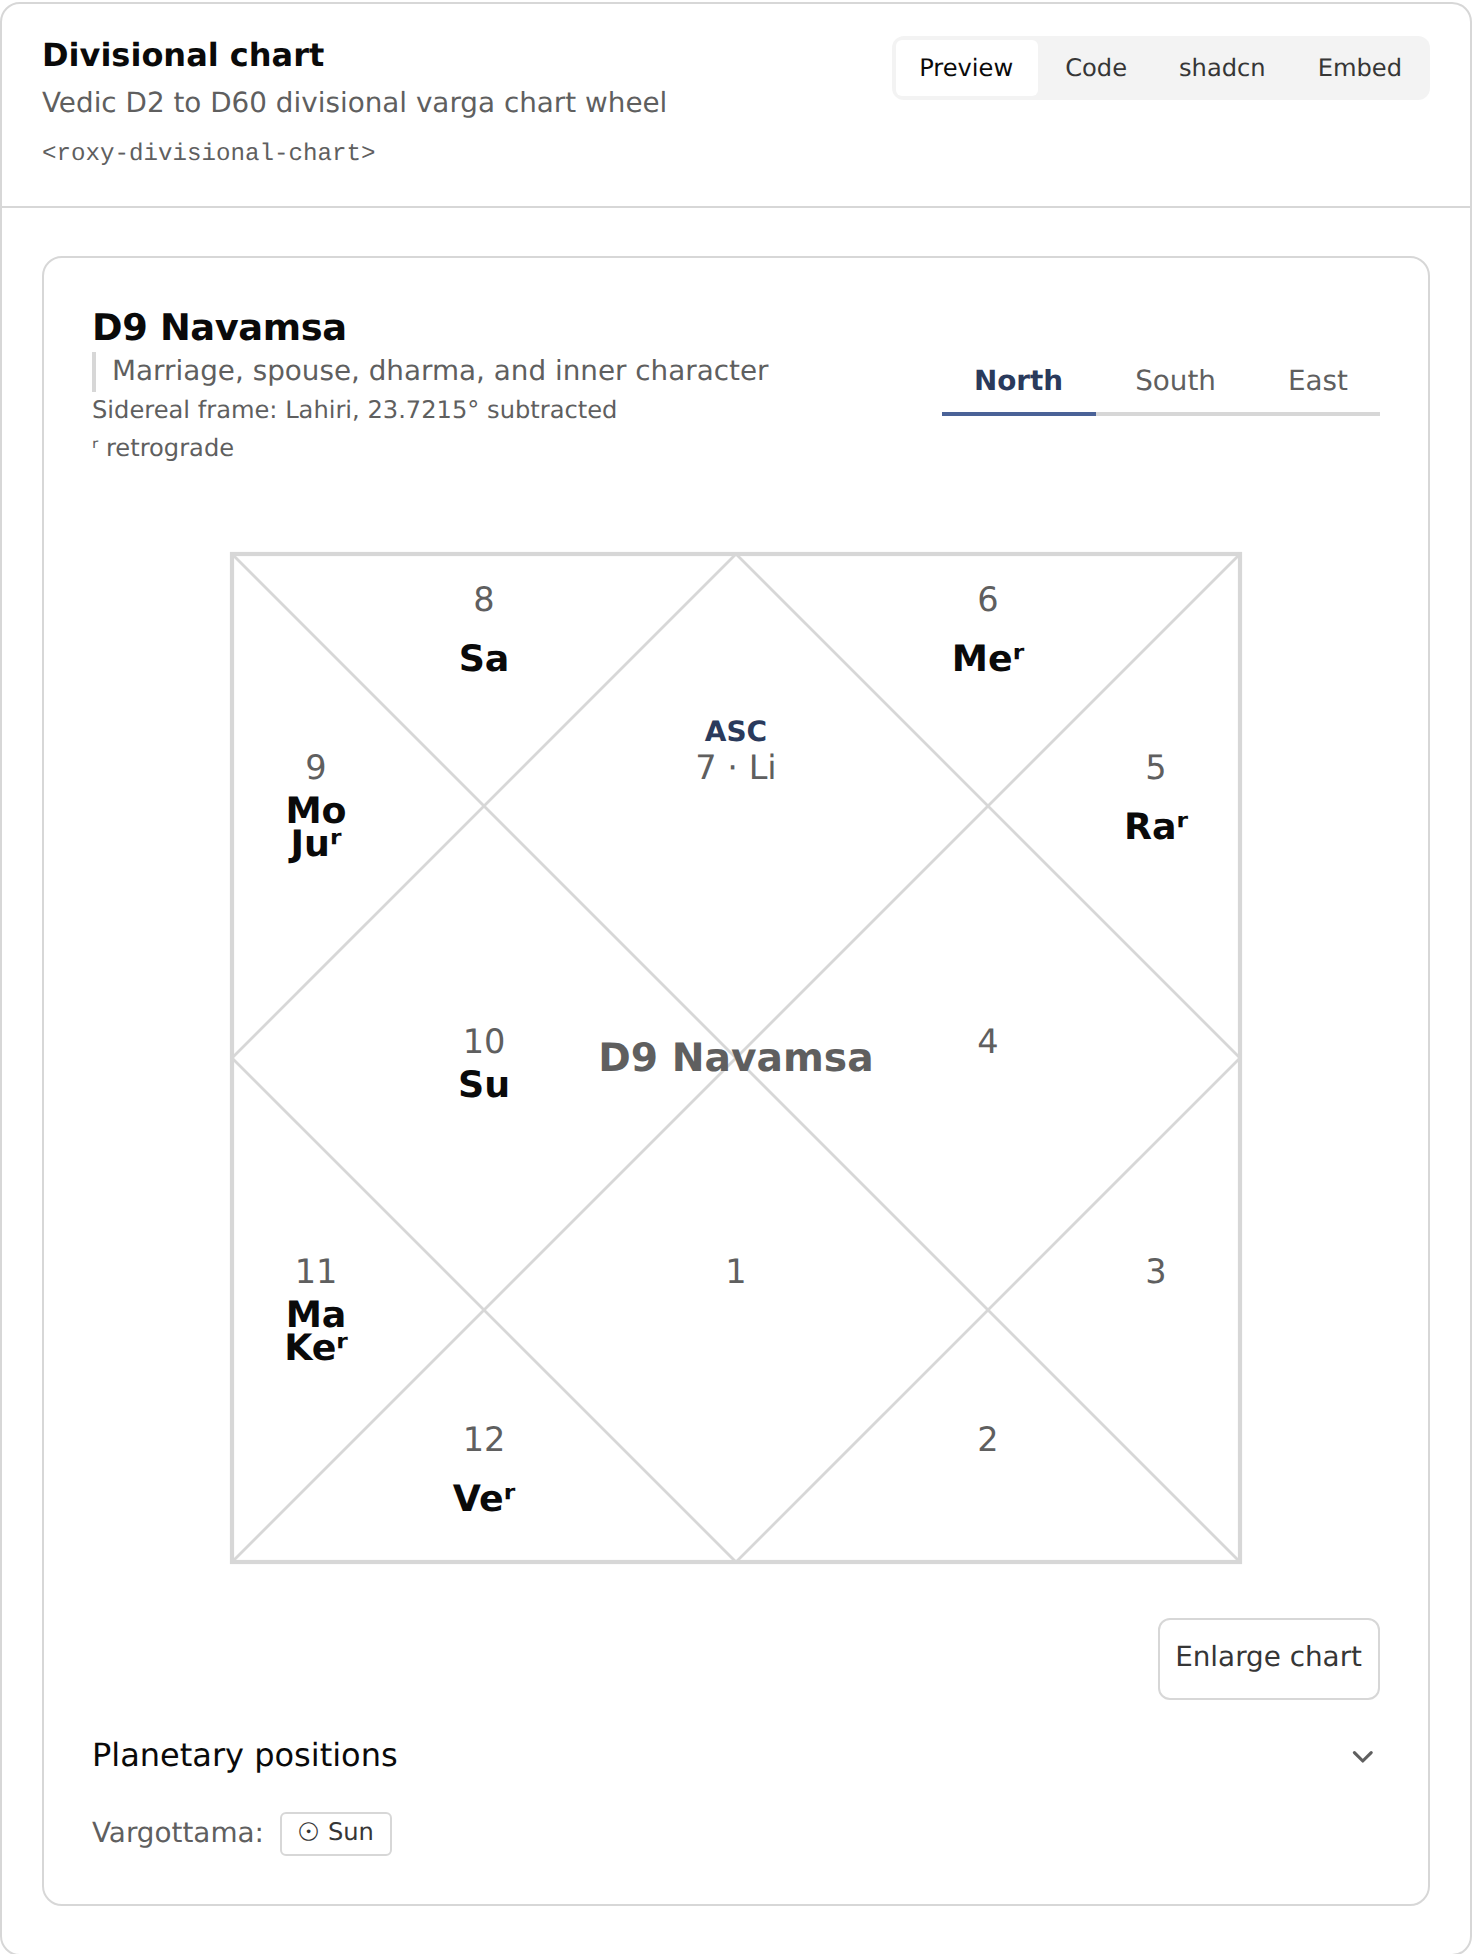 Divisional chart
Vedic D2 to D60 divisional varga chart wheel
<roxy-divisional-chart>
Preview Code shadcn Embed
D9 Navamsa
Marriage, spouse, dharma, and inner character
Sidereal frame: Lahiri, 23.7215° subtracted
ʳ retrograde
North South East
8
Sa
6
Meʳ
ASC
7 · Li
9
Mo
Juʳ
5
Raʳ
10
Su
D9 Navamsa
4
11
Ma
Keʳ
1
3
12
Veʳ
2
Enlarge chart
Planetary positions
Vargottama: ☉ Sun